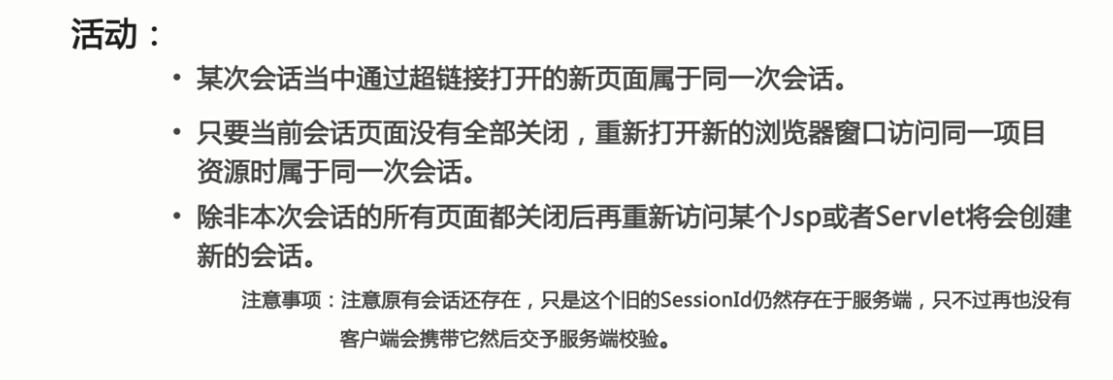 活动：
• 某次会话当中通过超链接打开的新页面属于同一次会话。
• 只要当前会话页面没有全部关闭，重新打开新的浏览器窗口访问同一项目
资源时属于同一次会话。
• 除非本次会话的所有页面都关闭后再重新访问某个Jsp或者Servlet将会创建
新的会话。
注意事项：注意原有会话还存在，只是这个旧的SessionId仍然存在于服务端，只不过再也没有
客户端会携带它然后交予服务端校验。